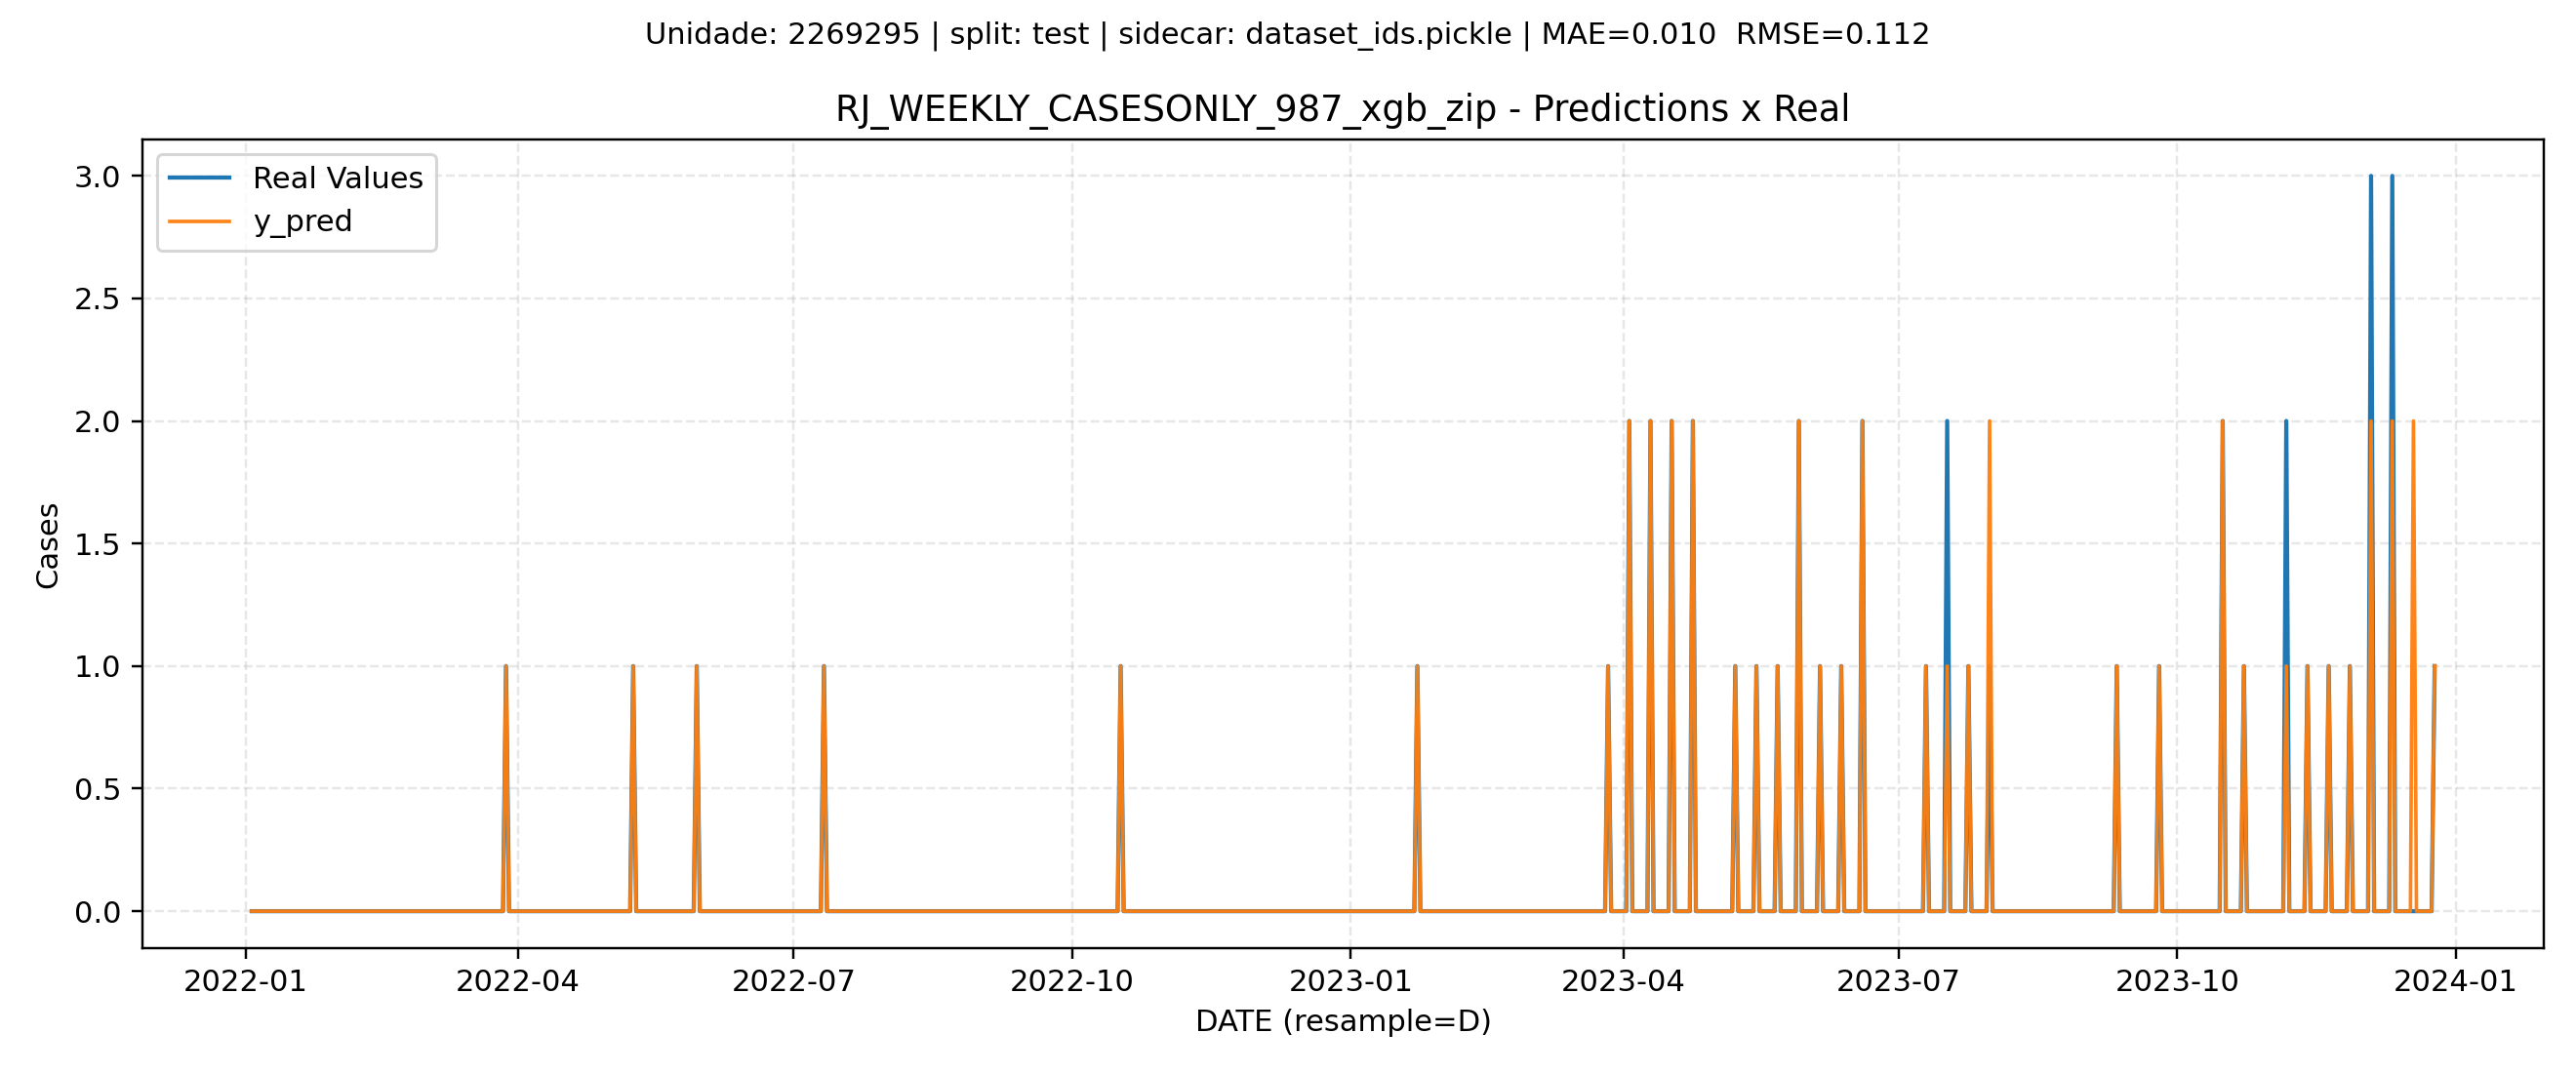 Unidade: 2269295 | split: test | sidecar: dataset_ids.pickle | MAE=0.010  RMSE=0.112
RJ_WEEKLY_CASESONLY_987_xgb_zip - Predictions x Real
Real Values
y_pred
3.0
2.5
2.0
1.5
1.0
0.5
0.0
Cases
2022-01
2022-04
2022-07
2022-10
2023-01
2023-04
2023-07
2023-10
2024-01
DATE (resample=D)